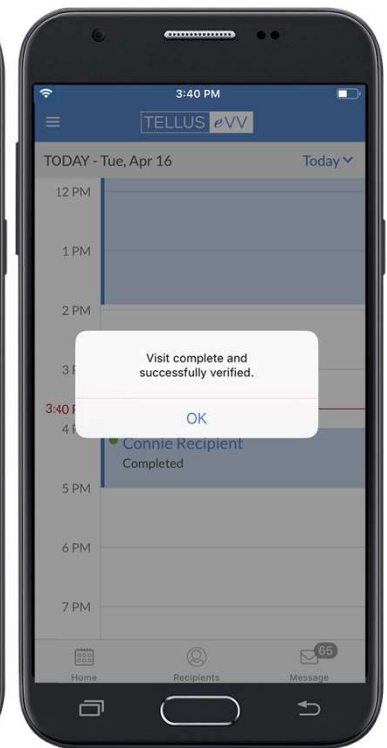 3:40 PM
TELLUS eVV
TODAY - Tue, Apr 16 Today
12 PM
1 PM
2 PM
Visit complete and
successfully verified.
OK
3:40
Connie Recipient
Completed
5 PM
6 PM
7 PM
65
Home Recipients Message